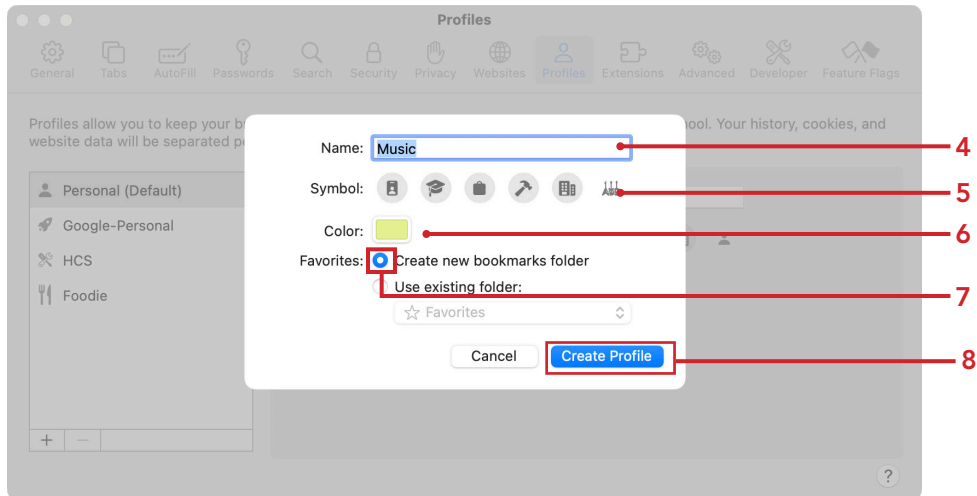 Profiles
General Tabs AutoFill Passwords Search Security Privacy Websites Profiles Extensions Advanced Developer Feature Flags
Profiles allow you to keep your b
ool. Your history, cookies, and
website data will be separated pe
Name: Music
4
Personal (Default)
Symbol:
5
Google-Personal
Color:
6
HCS
Favorites: Create new bookmarks folder
Foodie
Use existing folder:
7
Favorites
Cancel
Create Profile
8
+ −
?